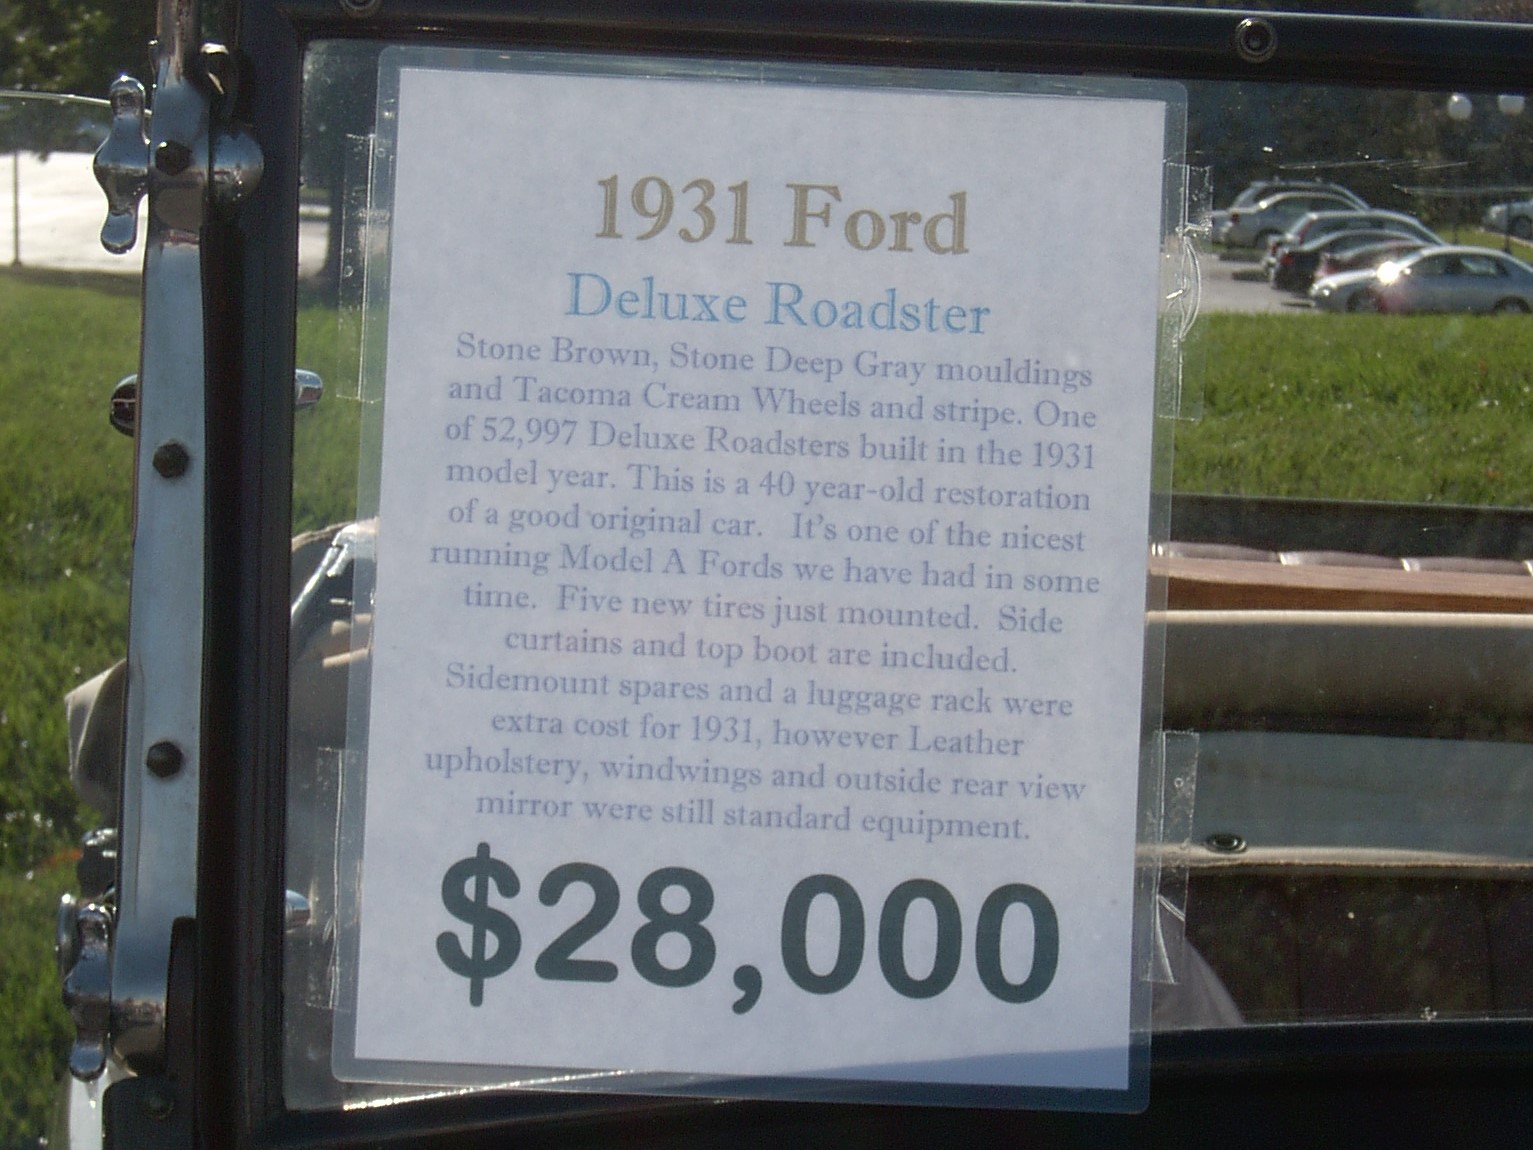 1931 Ford
Deluxe Roadster
Stone Brown, Stone Deep Gray mouldings
and Tacoma Cream Wheels and stripe. One
of 52,997 Deluxe Roadsters built in the 1931
model year. This is a 40 year-old restoration
of a good original car. It's one of the nicest
running Model A Fords we have had in some
time. Five new tires just mounted. Side
curtains and top boot are included.
Sidemount spares and a luggage rack were
extra cost for 1931, however Leather
upholstery, windwings and outside rear view
mirror were still standard equipment.
$28,000